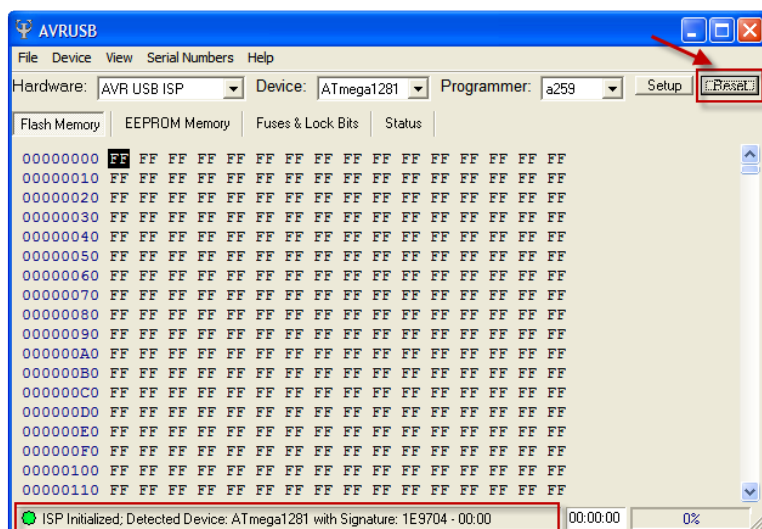 AVRUSB
File Device View Serial Numbers Help
Hardware: AVR USB ISP Device: ATmega1281 Programmer: a259 Setup Reset
Flash Memory EEPROM Memory Fuses & Lock Bits Status
00000000 FF FF FF FF FF FF FF FF FF FF FF FF FF FF FF FF
00000010 FF FF FF FF FF FF FF FF FF FF FF FF FF FF FF FF
00000020 FF FF FF FF FF FF FF FF FF FF FF FF FF FF FF FF
00000030 FF FF FF FF FF FF FF FF FF FF FF FF FF FF FF FF
00000040 FF FF FF FF FF FF FF FF FF FF FF FF FF FF FF FF
00000050 FF FF FF FF FF FF FF FF FF FF FF FF FF FF FF FF
00000060 FF FF FF FF FF FF FF FF FF FF FF FF FF FF FF FF
00000070 FF FF FF FF FF FF FF FF FF FF FF FF FF FF FF FF
00000080 FF FF FF FF FF FF FF FF FF FF FF FF FF FF FF FF
00000090 FF FF FF FF FF FF FF FF FF FF FF FF FF FF FF FF
000000A0 FF FF FF FF FF FF FF FF FF FF FF FF FF FF FF FF
000000B0 FF FF FF FF FF FF FF FF FF FF FF FF FF FF FF FF
000000C0 FF FF FF FF FF FF FF FF FF FF FF FF FF FF FF FF
000000D0 FF FF FF FF FF FF FF FF FF FF FF FF FF FF FF FF
000000E0 FF FF FF FF FF FF FF FF FF FF FF FF FF FF FF FF
000000F0 FF FF FF FF FF FF FF FF FF FF FF FF FF FF FF FF
00000100 FF FF FF FF FF FF FF FF FF FF FF FF FF FF FF FF
00000110 FF FF FF FF FF FF FF FF FF FF FF FF FF FF FF FF
ISP Initialized; Detected Device: ATmega1281 with Signature: 1E9704 - 00:00 00:00:00 0%